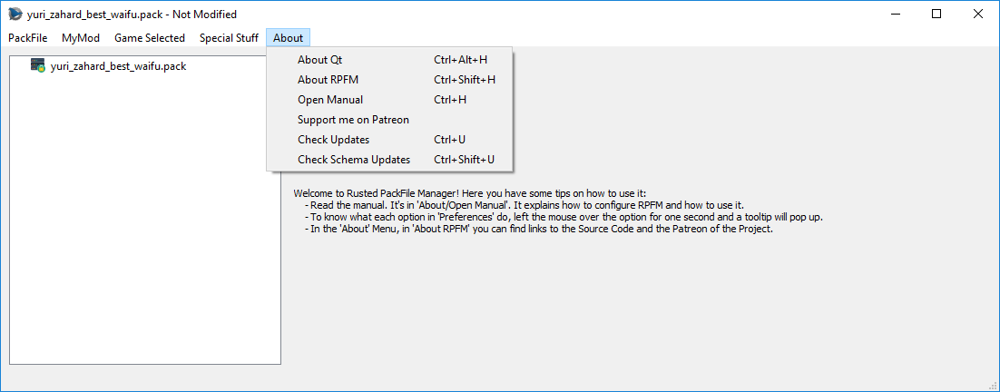 yuri_zahard_best_waifu.pack - Not Modified
PackFile MyMod Game Selected Special Stuff About
yuri_zahard_best_waifu.pack
About Qt Ctrl+Alt+H
About RPFM Ctrl+Shift+H
Open Manual Ctrl+H
Support me on Patreon
Check Updates Ctrl+U
Check Schema Updates Ctrl+Shift+U
Welcome to Rusted PackFile Manager! Here you have some tips on how to use it:
- Read the manual. It's in 'About/Open Manual'. It explains how to configure RPFM and how to use it.
- To know what each option in 'Preferences' do, left the mouse over the option for one second and a tooltip will pop up.
- In the 'About' Menu, in 'About RPFM' you can find links to the Source Code and the Patreon of the Project.